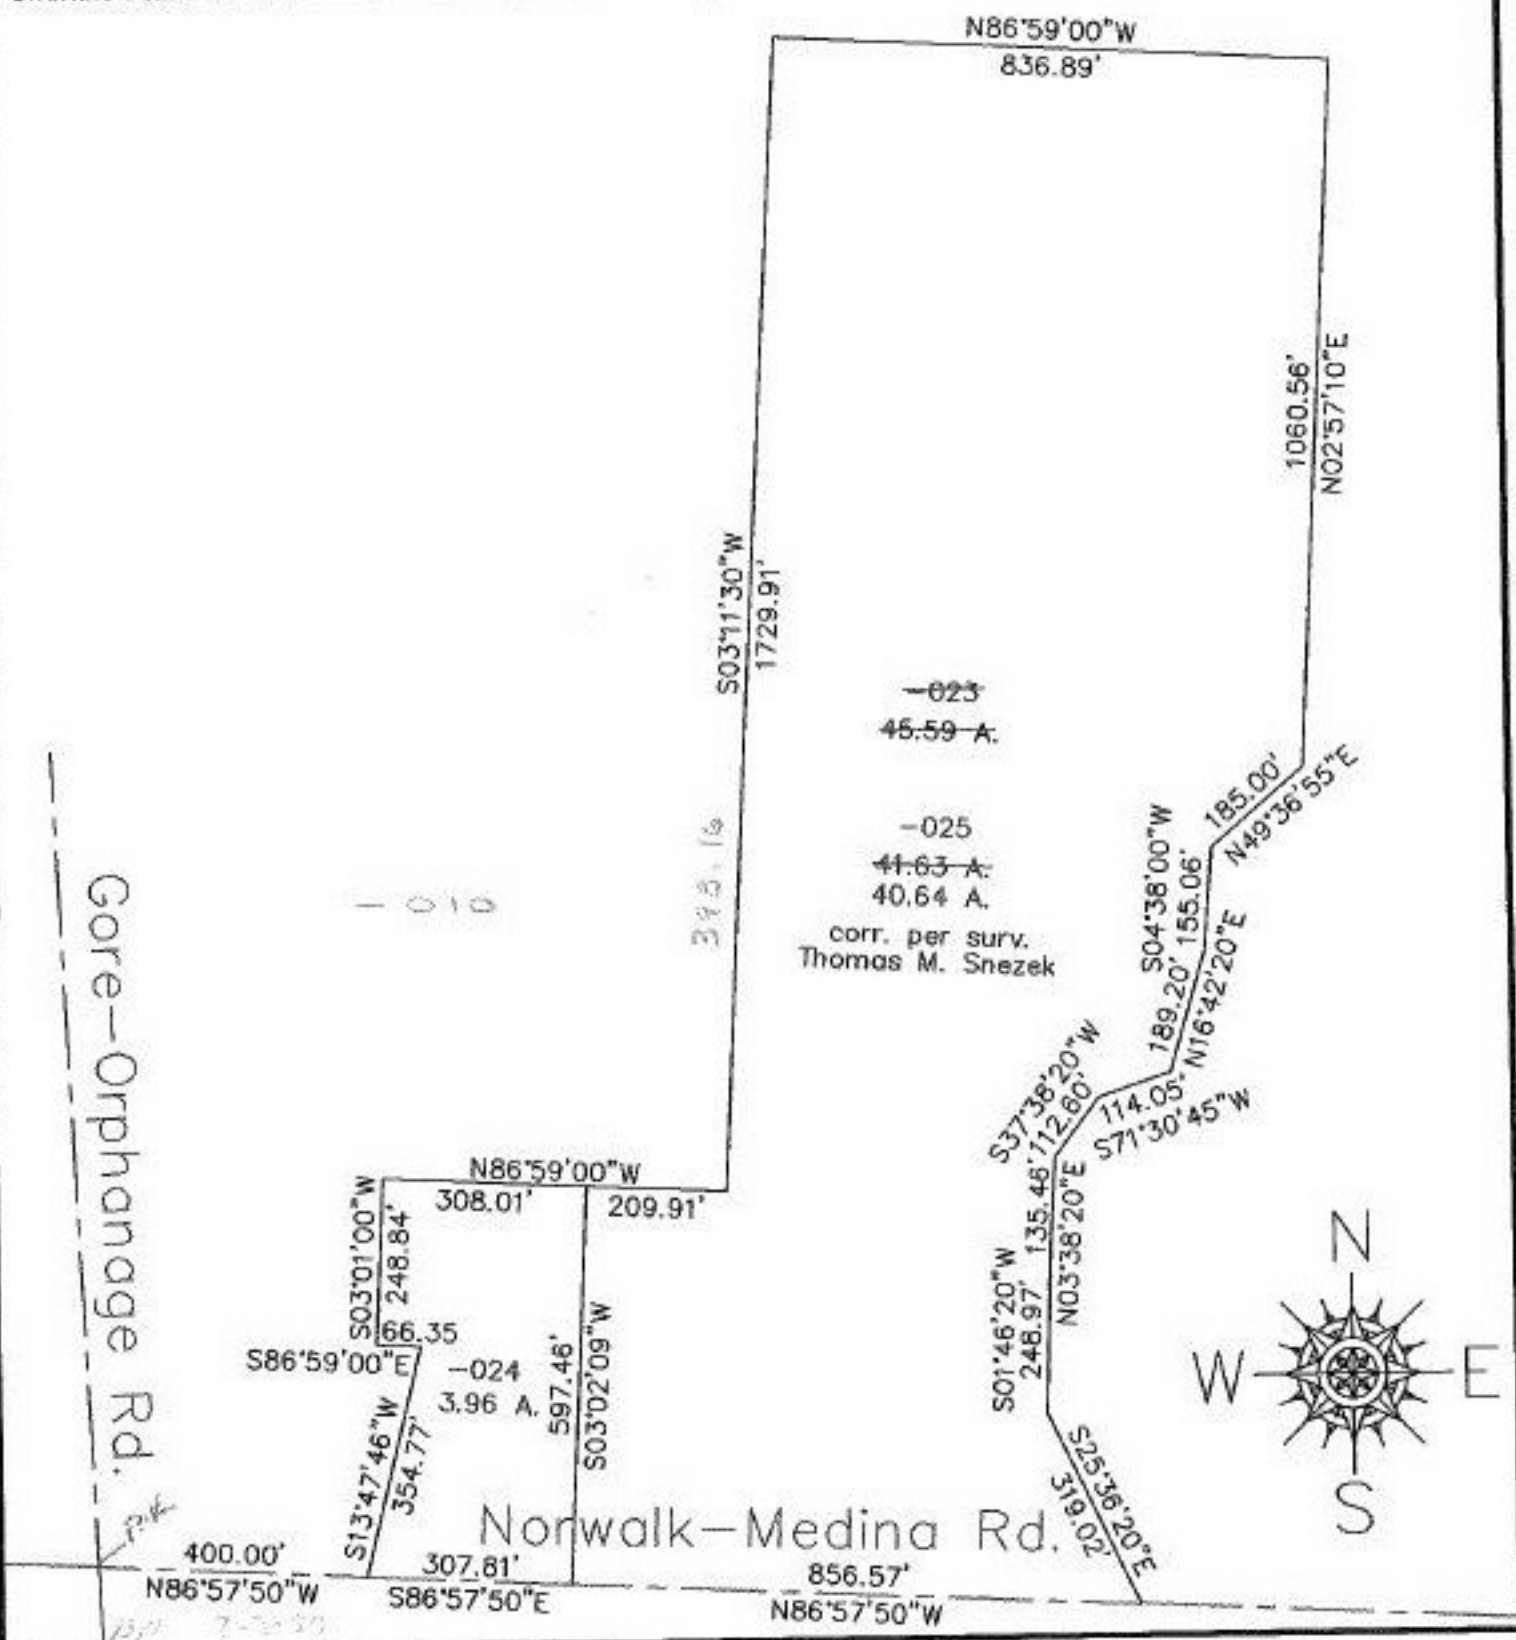 N86°59'00"W
836.89'
1060.56'
N02°57'10"E
S03°11'30"W
1729.91'
-023
45.59 A.
-025
41.63 A.
40.64 A.
corr. per surv.
Thomas M. Snezek
185.00'
N49°36'55"E
S04°38'00"W
155.06'
189.20'
N16°42'20"E
S37°38'20"W
112.60'
114.05'
S71°30'45"W
135.46'
N03°38'20"E
S01°46'20"W
248.97'
S25°36'20"E
319.02'
Gore-Orphanage Rd.
1 010
N86°59'00"W
308.01'
209.91'
S03°01'00"W
248.84'
66.35
S86°59'00"E
-024
3.96 A.
597.46'
S03°02'09"W
S13°47'46"W
354.77'
Norwalk-Medina Rd.
400.00'
N86°57'50"W
307.81'
S86°57'50"E
856.57'
N86°57'50"W
N
W
E
S